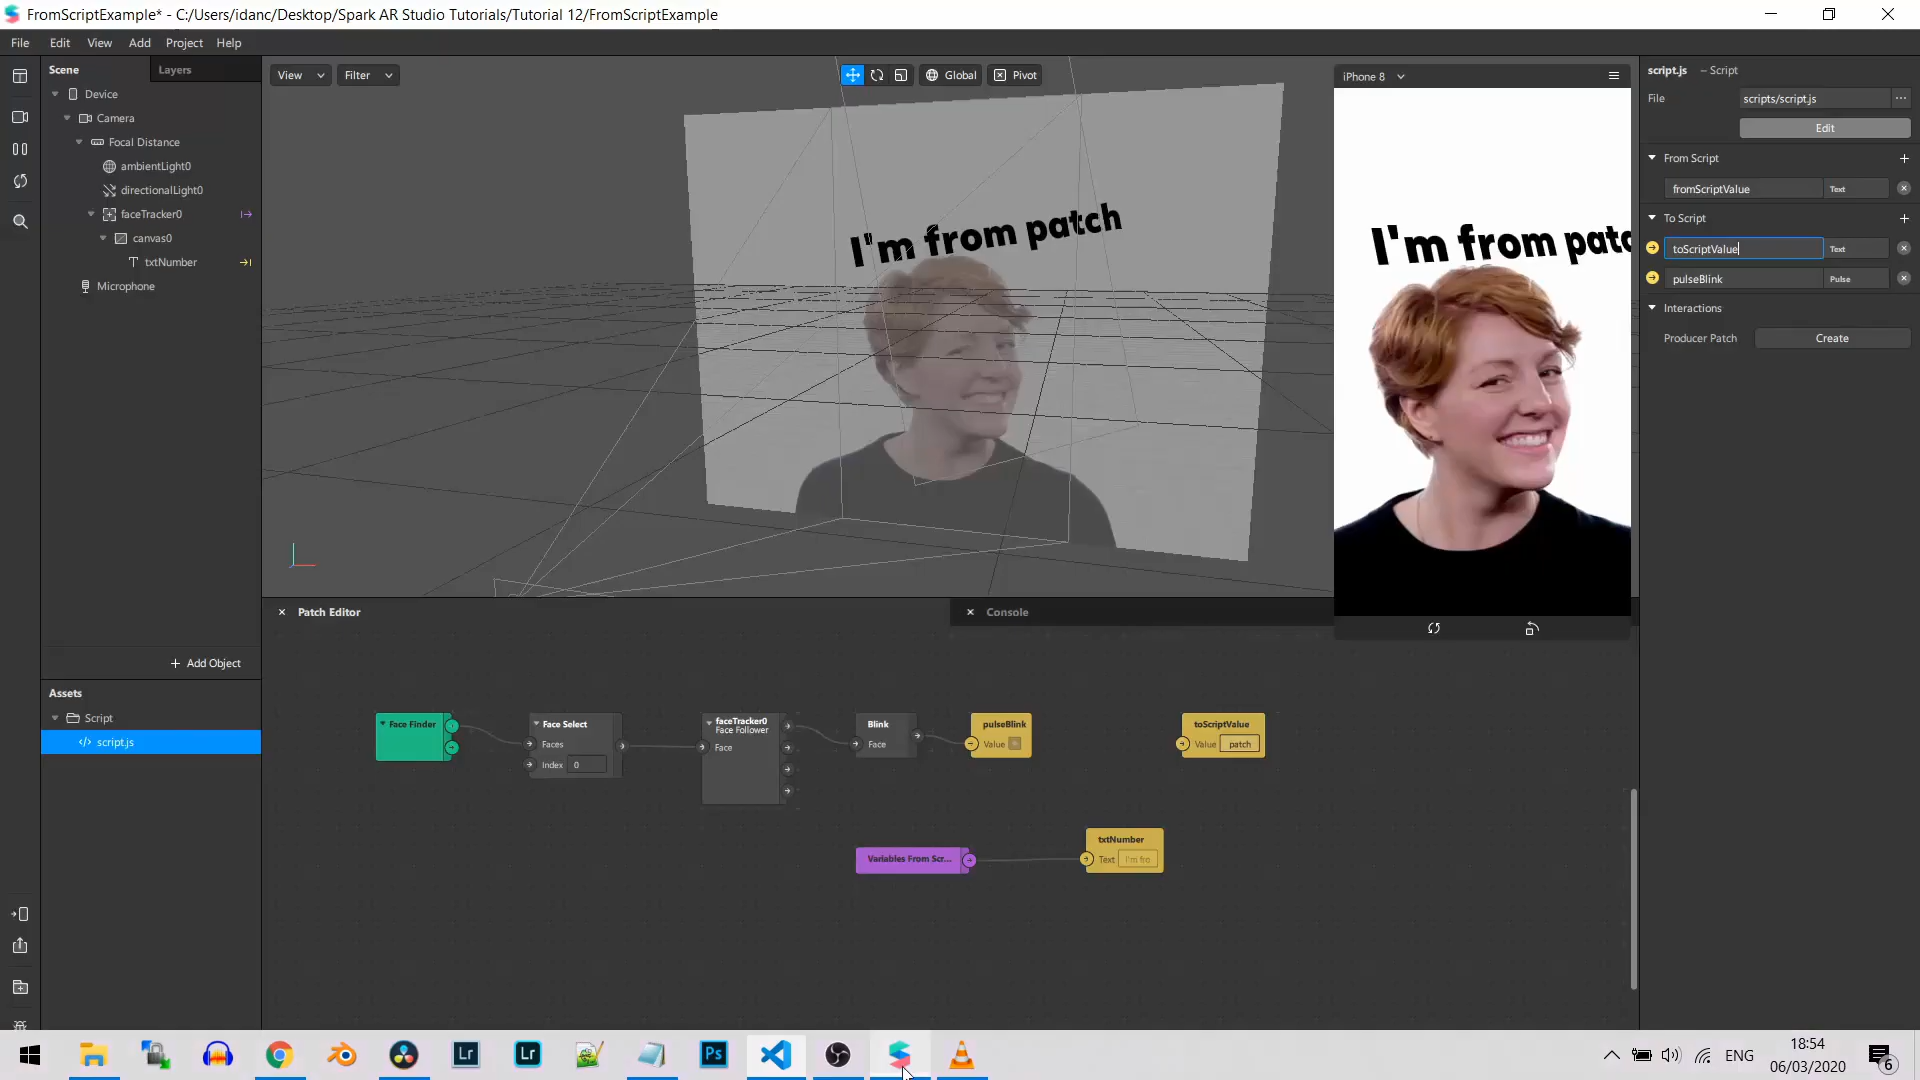 FromScriptExample* - C:/Users/idanc/Desktop/Spark AR Studio Tutorials/Tutorial 12/FromScriptExample
File Edit View Add Project Help
Scene Layers
Device
Camera
Focal Distance
ambientLight0
directionalLight0
faceTracker0
canvas0
txtNumber
Microphone
+ Add Object
Assets
Script
script.js
View Filter Global Pivot
I'm from patch
iPhone 8
I'm from patc
script.js – Script
File scripts/script.js ...
Edit
From Script +
fromScriptValue Text
To Script +
toScriptValue Text
pulseBlink Pulse
Interactions
Producer Patch Create
Patch Editor
Console
Face Finder
Face Select
Faces
Index 0
faceTracker0
Face Follower
Face
Blink
Face
pulseBlink
Value
toScriptValue
Value patch
Variables From Scr...
txtNumber
Text I'm fro
Lr
Lr
Ps
ENG
18:54
06/03/2020
6